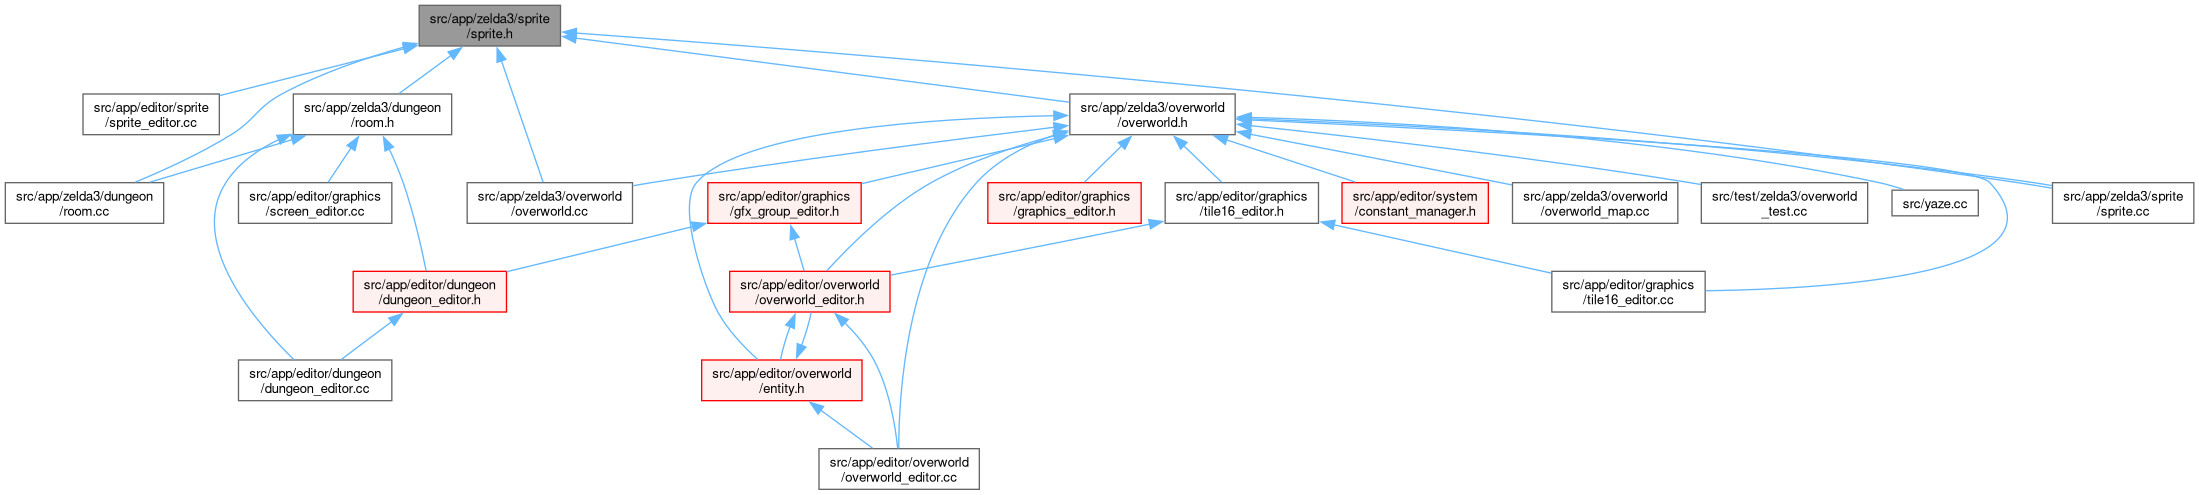 src/app/zelda3/sprite
/sprite.h
src/app/editor/sprite
/sprite_editor.cc
src/app/zelda3/dungeon
/room.h
src/app/zelda3/overworld
/overworld.h
src/app/zelda3/dungeon
/room.cc
src/app/editor/graphics
/screen_editor.cc
src/app/zelda3/overworld
/overworld.cc
src/app/editor/graphics
/gfx_group_editor.h
src/app/editor/graphics
/graphics_editor.h
src/app/editor/graphics
/tile16_editor.h
src/app/editor/system
/constant_manager.h
src/app/zelda3/overworld
/overworld_map.cc
src/test/zelda3/overworld
_test.cc
src/yaze.cc
src/app/zelda3/sprite
/sprite.cc
src/app/editor/dungeon
/dungeon_editor.h
src/app/editor/overworld
/overworld_editor.h
src/app/editor/graphics
/tile16_editor.cc
src/app/editor/dungeon
/dungeon_editor.cc
src/app/editor/overworld
/entity.h
src/app/editor/overworld
/overworld_editor.cc